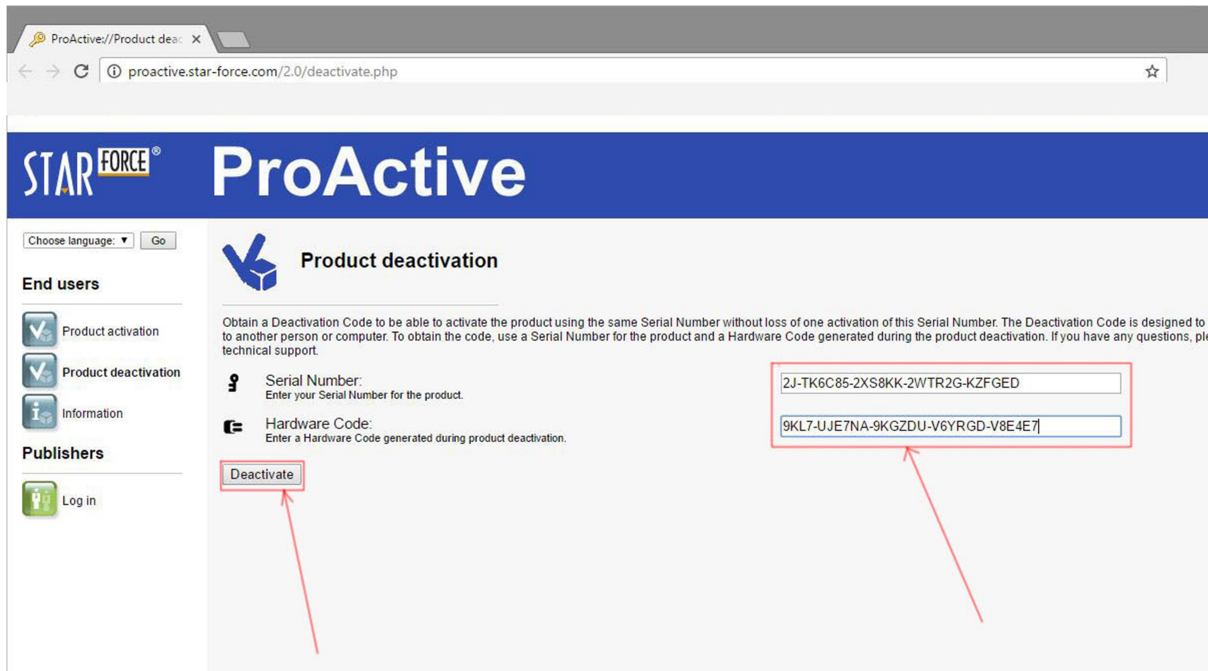 ProActive://Product deac
proactive.star-force.com/2.0/deactivate.php
STAR FORCE®
ProActive
Choose language: Go
Product deactivation
End users
Product activation
Product deactivation
Information
Publishers
Log in
Obtain a Deactivation Code to be able to activate the product using the same Serial Number without loss of one activation of this Serial Number. The Deactivation Code is designed to
to another person or computer. To obtain the code, use a Serial Number for the product and a Hardware Code generated during the product deactivation. If you have any questions, ple
technical support.
Serial Number:
Enter your Serial Number for the product.
2J-TK6C85-2XS8KK-2WTR2G-KZFGED
Hardware Code:
Enter a Hardware Code generated during product deactivation.
9KL7-UJE7NA-9KGZDU-V6YRGD-V8E4E7
Deactivate